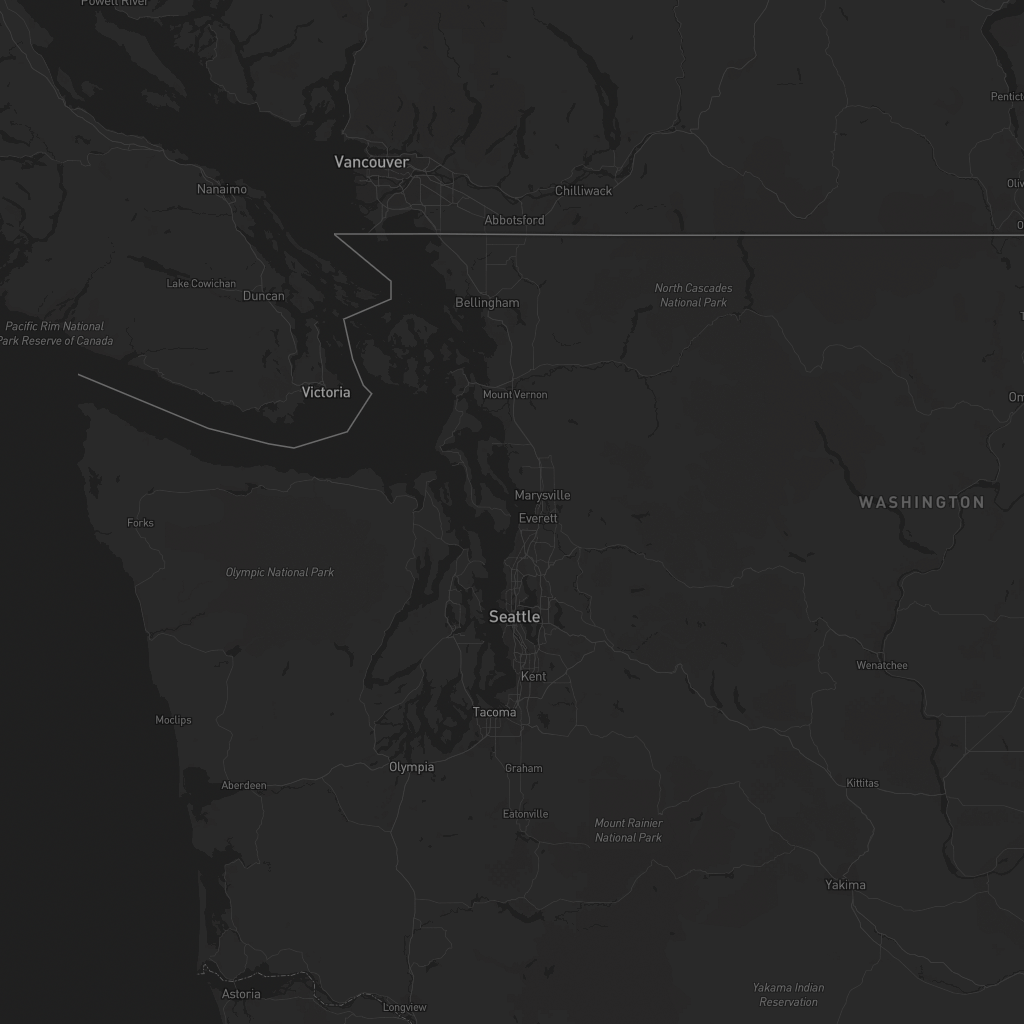 Powell River
Pentict
Vancouver
Nanaimo
Chilliwack
Oliv
Abbotsford
O
Lake Cowichan
Duncan
North Cascades
National Park
Bellingham
Pacific Rim National
Park Reserve of Canada
T
Victoria
Mount Vernon
Om
Marysville
WASHINGTON
Everett
Forks
Olympic National Park
Seattle
Wenatchee
Kent
Tacoma
Moclips
Olympia
Graham
Aberdeen
Kittitas
Eatonville
Mount Rainier
National Park
Yakima
Astoria
Yakama Indian
Reservation
Longview